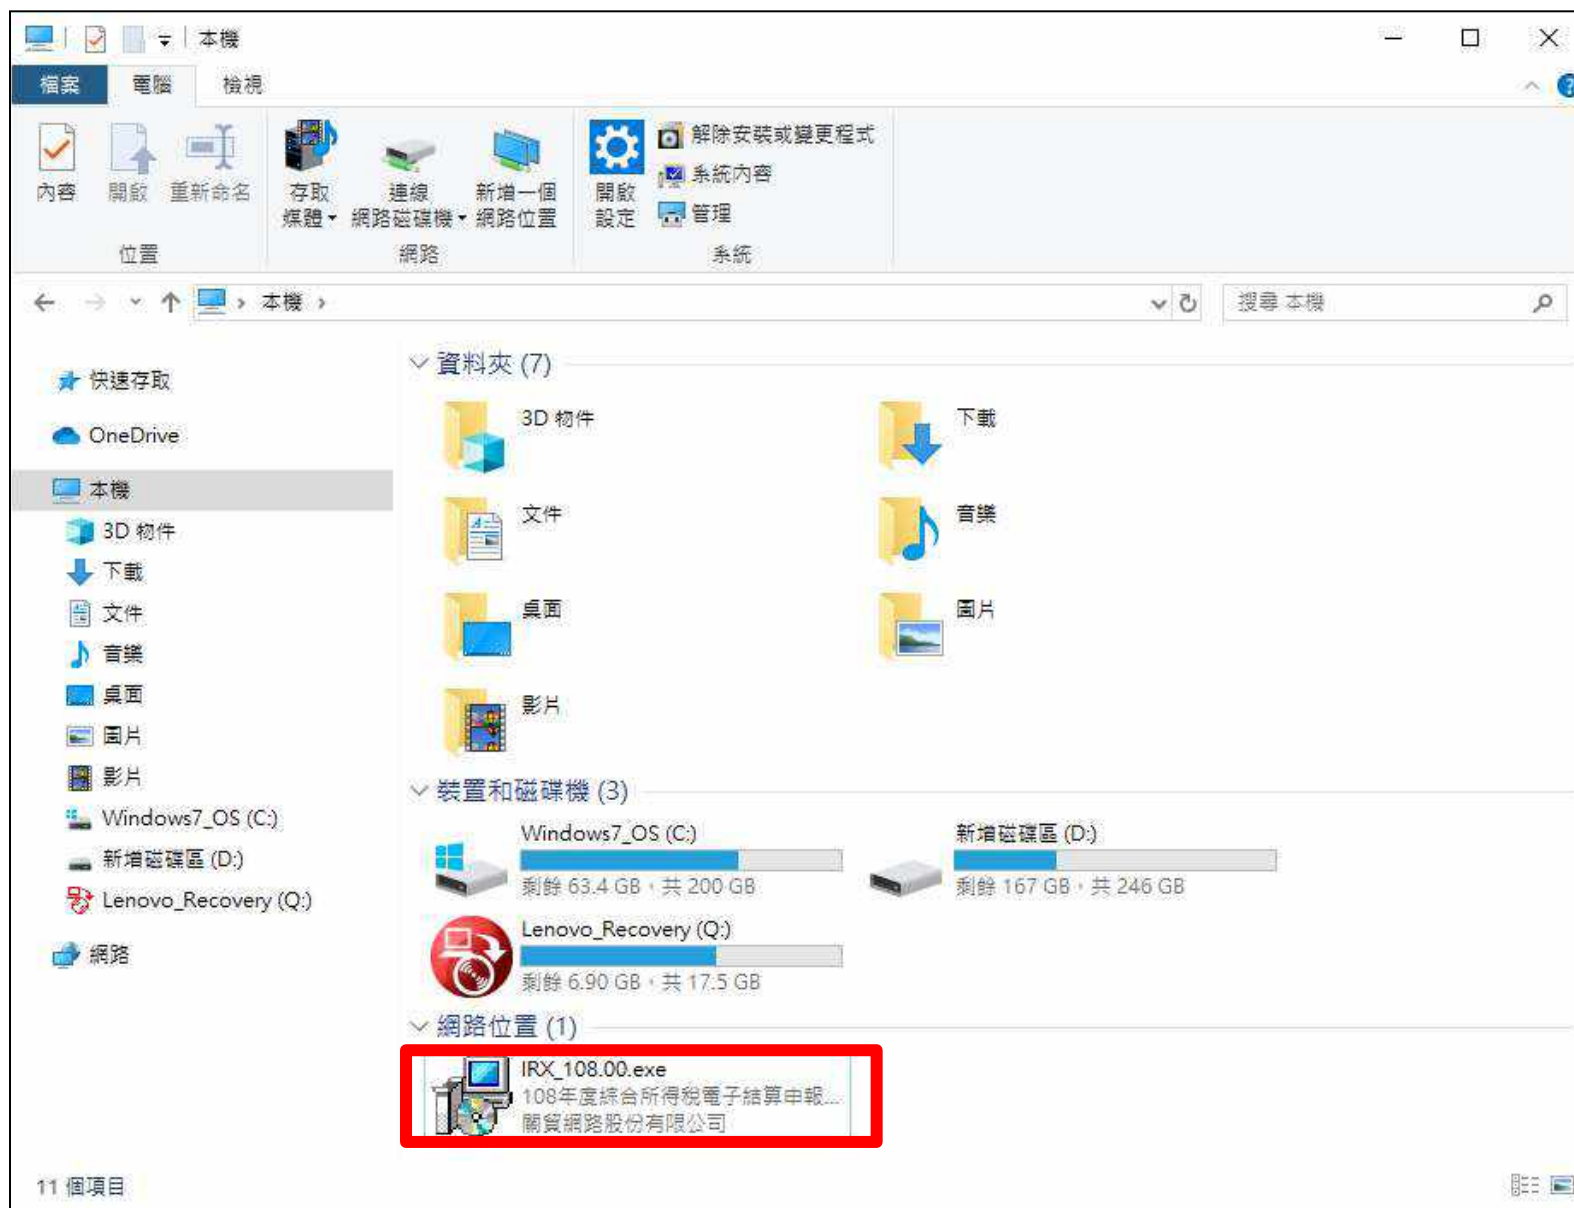 本機
檔案 電腦 檢視
內容
開啟
重新命名
存取
媒體
連線
網路磁碟機
新增一個
網路位置
開啟
設定
解除安裝或變更程式
系統內容
管理
位置
網路
系統
本機
搜尋 本機
快速存取
OneDrive
本機
3D 物件
下載
文件
音樂
桌面
圖片
影片
Windows7_OS (C:)
新增磁碟區 (D:)
Lenovo_Recovery (Q:)
網路
資料夾 (7)
3D 物件
下載
文件
音樂
桌面
圖片
影片
裝置和磁碟機 (3)
Windows7_OS (C:)
剩餘 63.4 GB，共 200 GB
新增磁碟區 (D:)
剩餘 167 GB，共 246 GB
Lenovo_Recovery (Q:)
剩餘 6.90 GB，共 17.5 GB
網路位置 (1)
IRX_108.00.exe
108年度綜合所得稅電子結算申報...
關貿網路股份有限公司
11 個項目